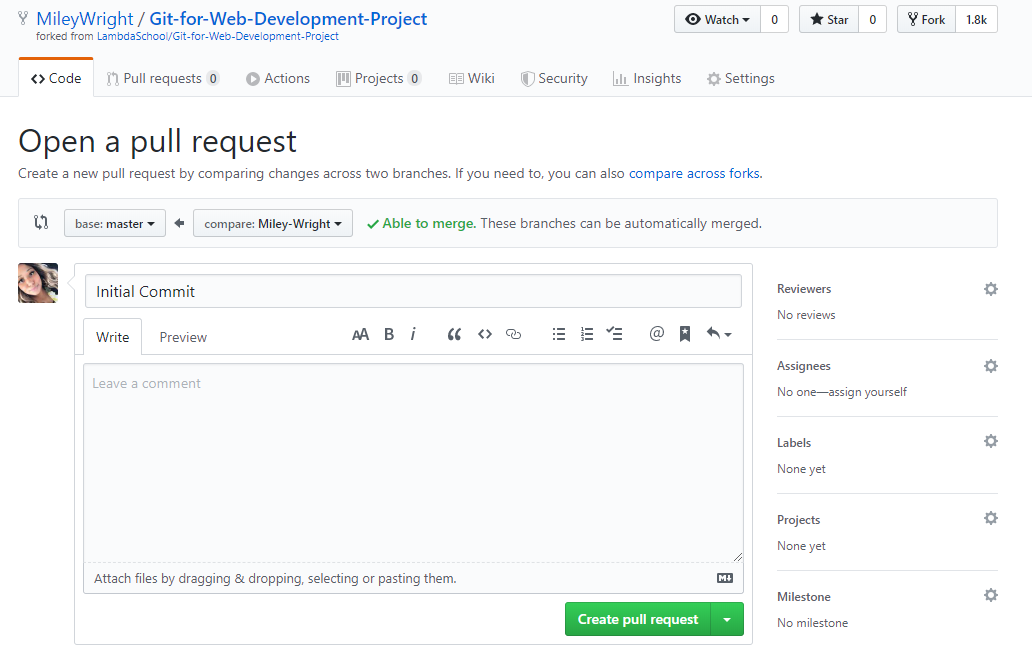 MileyWright / Git-for-Web-Development-Project
Watch 0 Star 0 Fork 1.8k
forked from LambdaSchool/Git-for-Web-Development-Project
Code Pull requests 0 Actions Projects 0 Wiki Security Insights Settings
Open a pull request
Create a new pull request by comparing changes across two branches. If you need to, you can also compare across forks.
base: master compare: Miley-Wright Able to merge. These branches can be automatically merged.
Initial Commit
Write Preview AA B i @
Leave a comment
Attach files by dragging & dropping, selecting or pasting them. M↓
Create pull request
Reviewers
No reviews
Assignees
No one—assign yourself
Labels
None yet
Projects
None yet
Milestone
No milestone